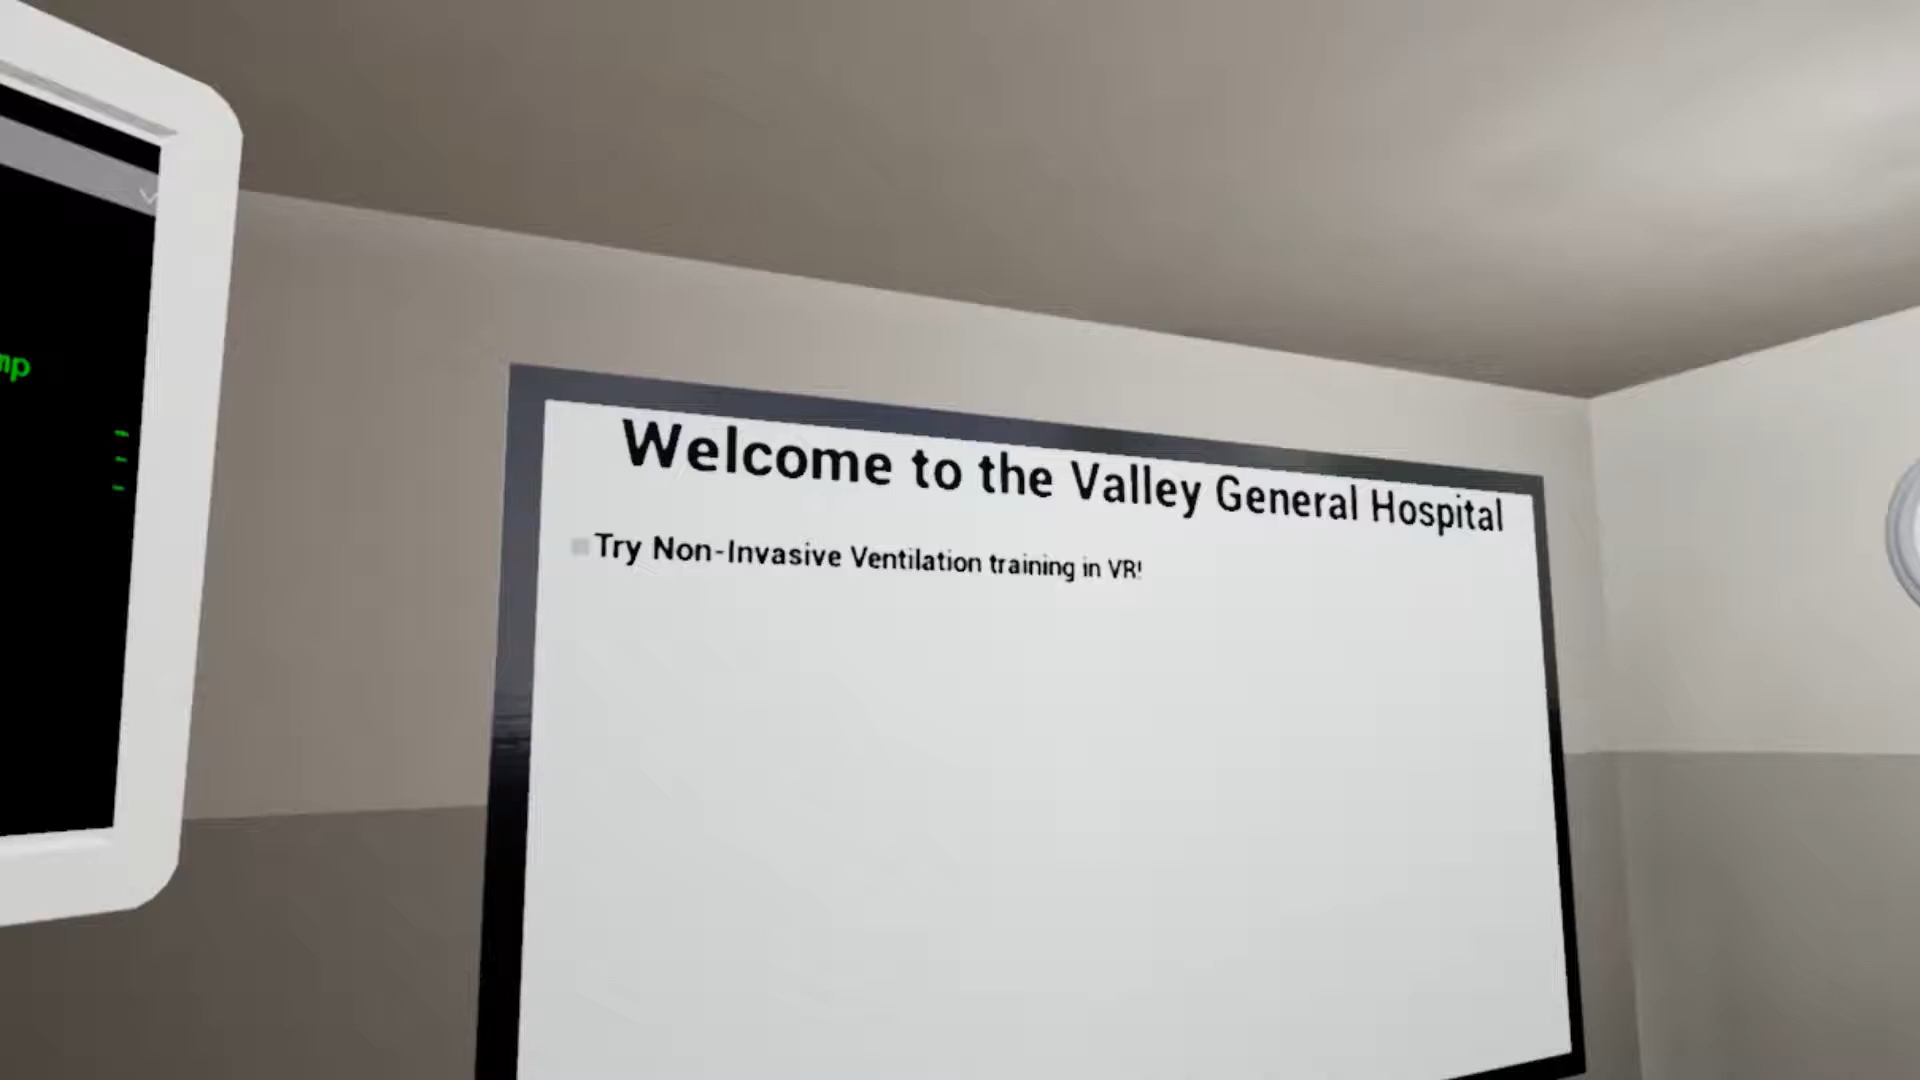 Welcome to the Valley General Hospital
Try Non-Invasive Ventilation training in VR!